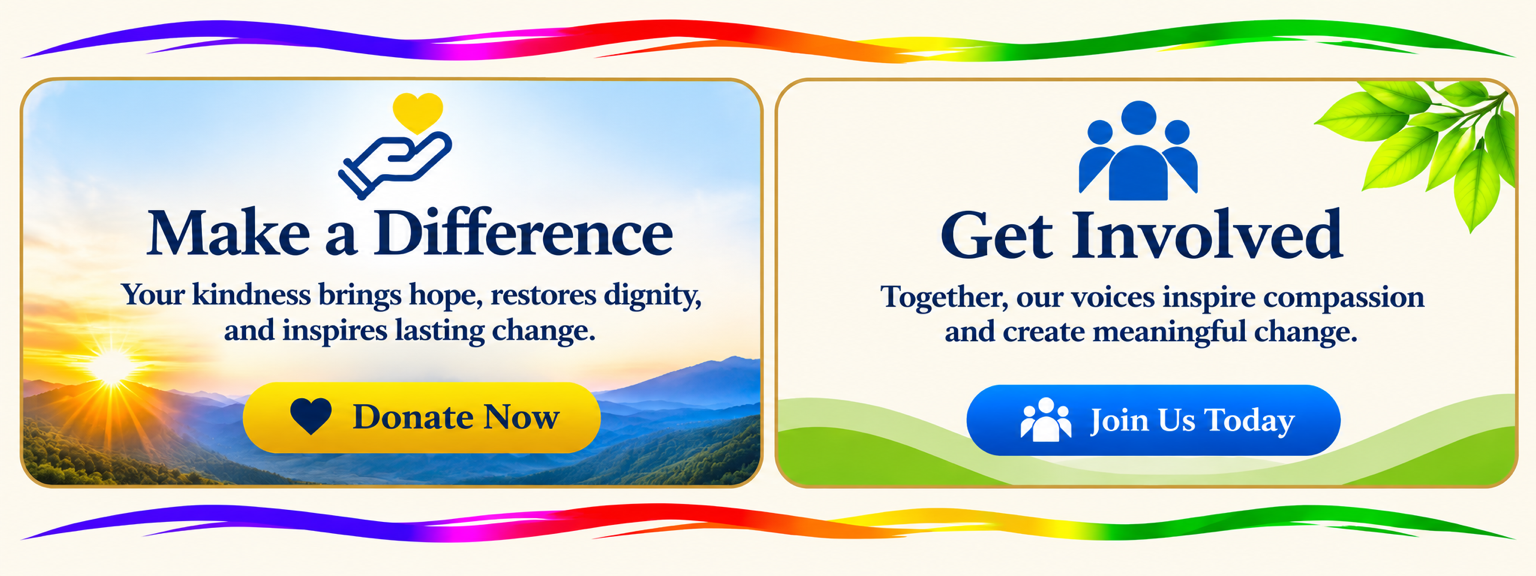 Make a Difference
Your kindness brings hope, restores dignity,
and inspires lasting change.
Donate Now
Get Involved
Together, our voices inspire compassion
and create meaningful change.
Join Us Today